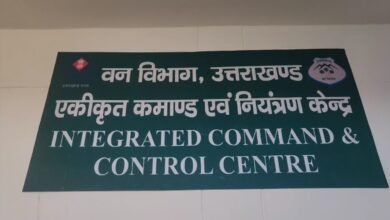 वन विभाग, उत्तराखण्ड
एकीकृत कमाण्ड एवं नियंत्रण केन्द्र
INTEGRATED COMMAND &
CONTROL CENTRE